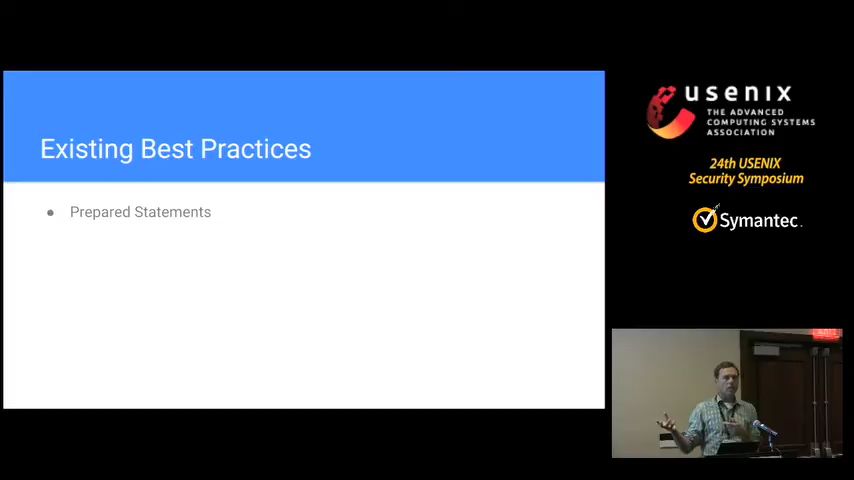 Existing Best Practices
● Prepared Statements
usenix
THE ADVANCED
COMPUTING SYSTEMS
ASSOCIATION
24th USENIX
Security Symposium
Symantec.